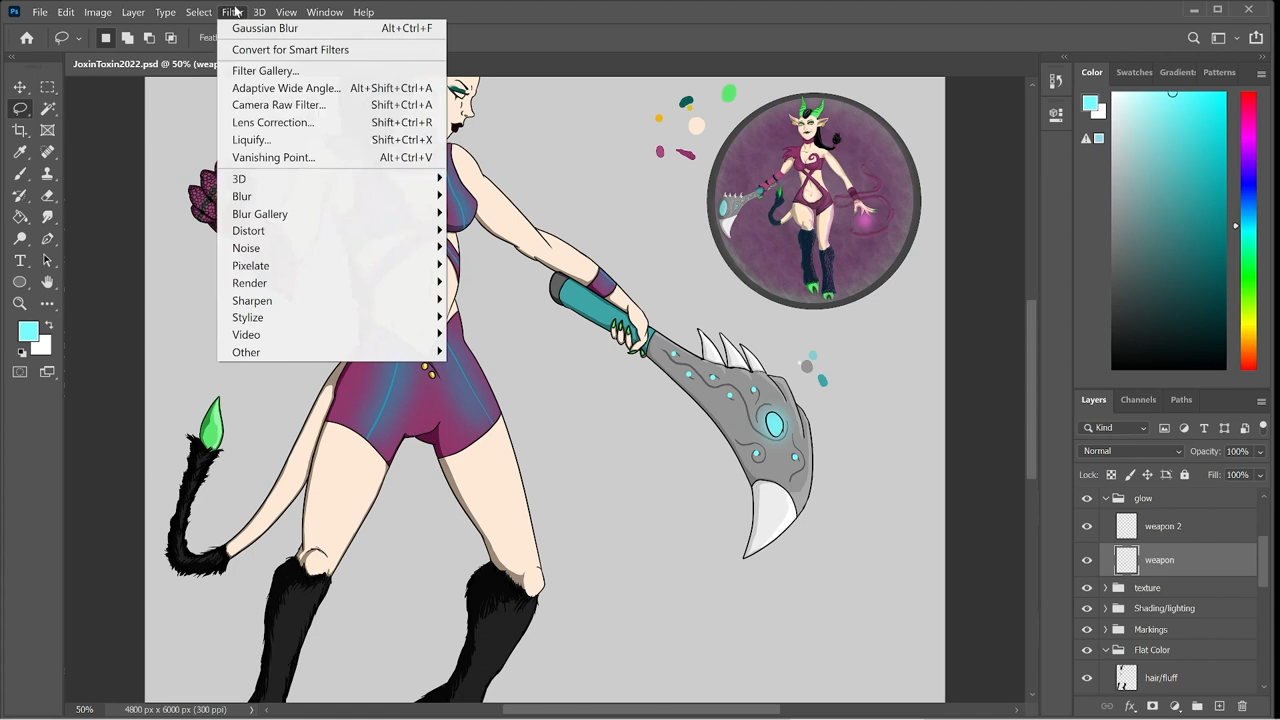 Ps File Edit Image Layer Type Select Filter 3D View Window Help
Gaussian Blur Alt+Ctrl+F
Convert for Smart Filters
Filter Gallery...
Adaptive Wide Angle... Alt+Shift+Ctrl+A
Camera Raw Filter... Shift+Ctrl+A
Lens Correction... Shift+Ctrl+R
Liquify... Shift+Ctrl+X
Vanishing Point... Alt+Ctrl+V
3D
Blur
Blur Gallery
Distort
Noise
Pixelate
Render
Sharpen
Stylize
Video
Other
JoxinToxin2022.psd @ 50% (weap
50% 4800 px x 6000 px (300 ppi)
Color Swatches Gradient Patterns
Layers Channels Paths
Kind
Normal Opacity: 100%
Lock: Fill: 100%
glow
weapon 2
weapon
texture
Shading/lighting
Markings
Flat Color
hair/fluff
fx